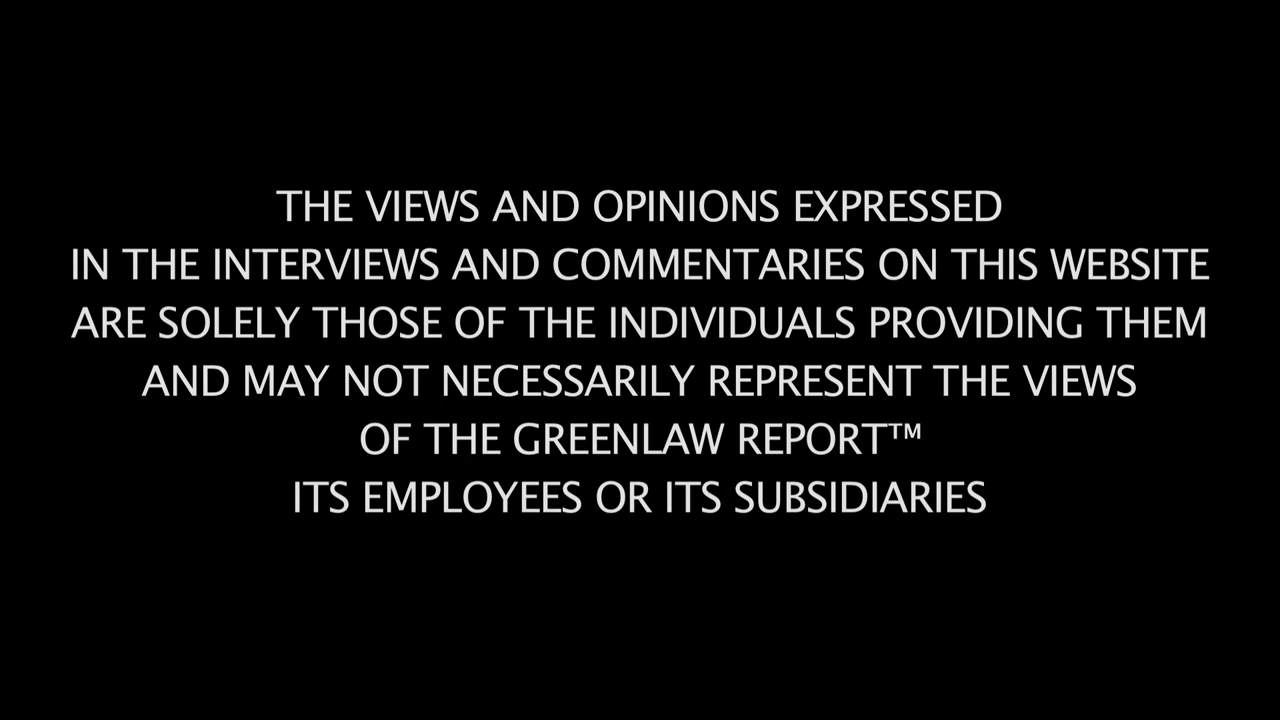 THE VIEWS AND OPINIONS EXPRESSED
IN THE INTERVIEWS AND COMMENTARIES ON THIS WEBSITE
ARE SOLELY THOSE OF THE INDIVIDUALS PROVIDING THEM
AND MAY NOT NECESSARILY REPRESENT THE VIEWS
OF THE GREENLAW REPORT™
ITS EMPLOYEES OR ITS SUBSIDIARIES